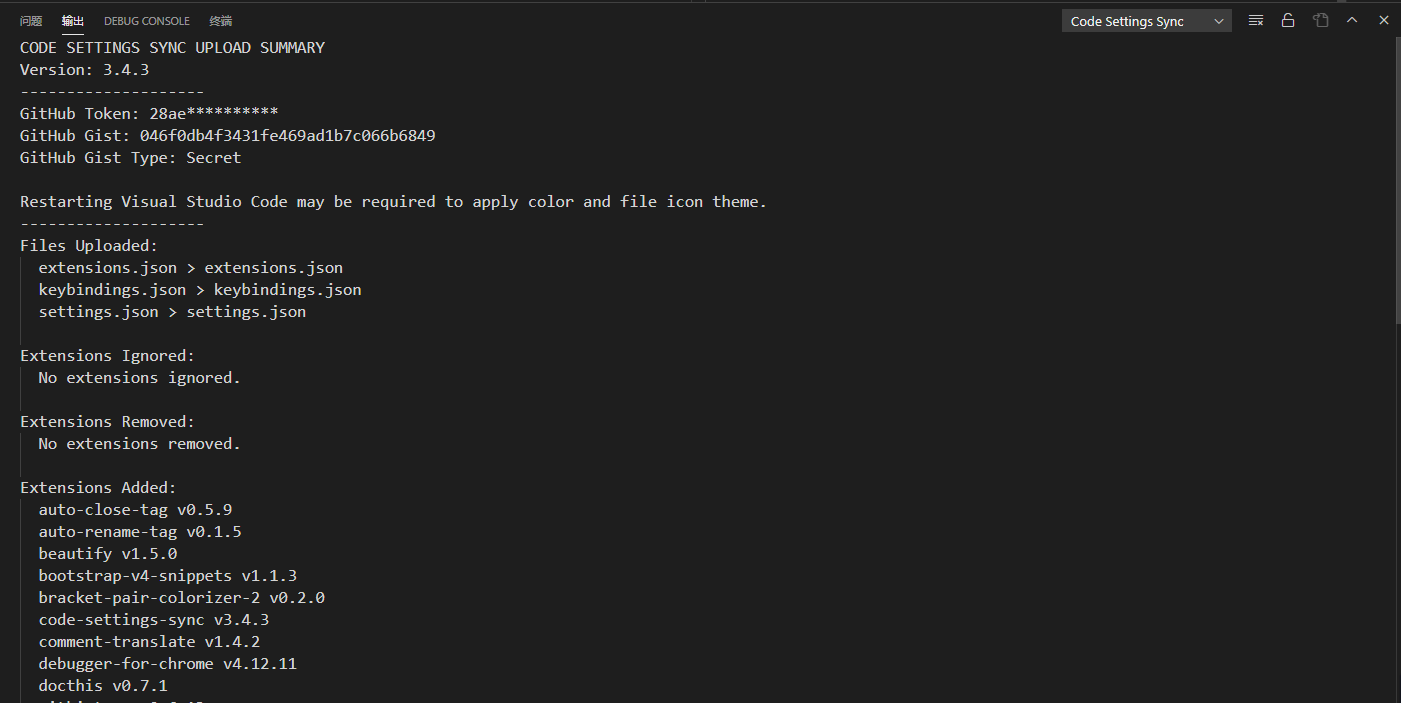 问题 输出 DEBUG CONSOLE 终端 Code Settings Sync
CODE SETTINGS SYNC UPLOAD SUMMARY
Version: 3.4.3
--------------------
GitHub Token: 28ae**********
GitHub Gist: 046f0db4f3431fe469ad1b7c066b6849
GitHub Gist Type: Secret
Restarting Visual Studio Code may be required to apply color and file icon theme.
--------------------
Files Uploaded:
extensions.json > extensions.json
keybindings.json > keybindings.json
settings.json > settings.json
Extensions Ignored:
No extensions ignored.
Extensions Removed:
No extensions removed.
Extensions Added:
auto-close-tag v0.5.9
auto-rename-tag v0.1.5
beautify v1.5.0
bootstrap-v4-snippets v1.1.3
bracket-pair-colorizer-2 v0.2.0
code-settings-sync v3.4.3
comment-translate v1.4.2
debugger-for-chrome v4.12.11
docthis v0.7.1